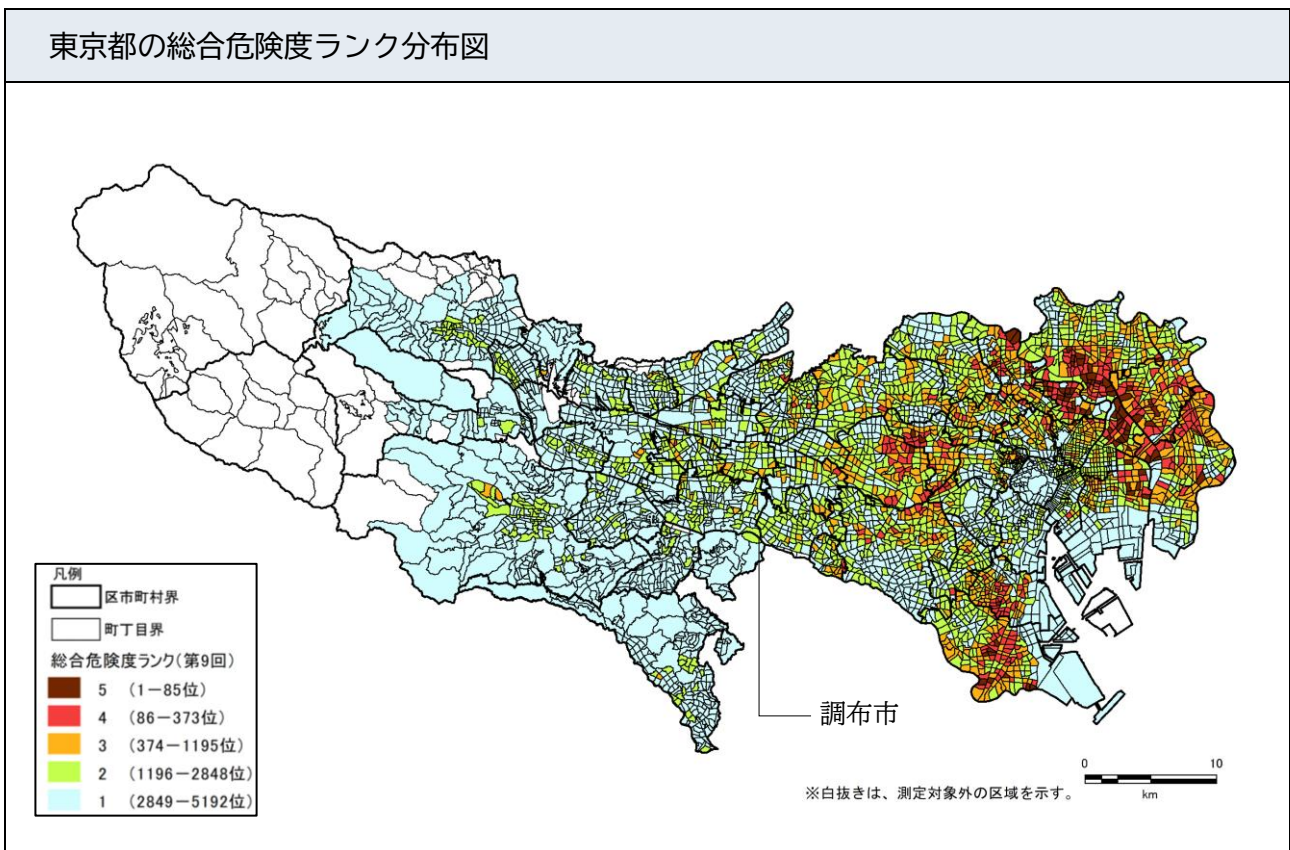 東京都の総合危険度ランク分布図
調布市
凡例
区市町村界
町丁目界
総合危険度ランク(第9回)
5 (1－85位)
4 (86－373位)
3 (374－1195位)
2 (1196－2848位)
1 (2849－5192位)
※白抜きは、測定対象外の区域を示す。
0 10
km